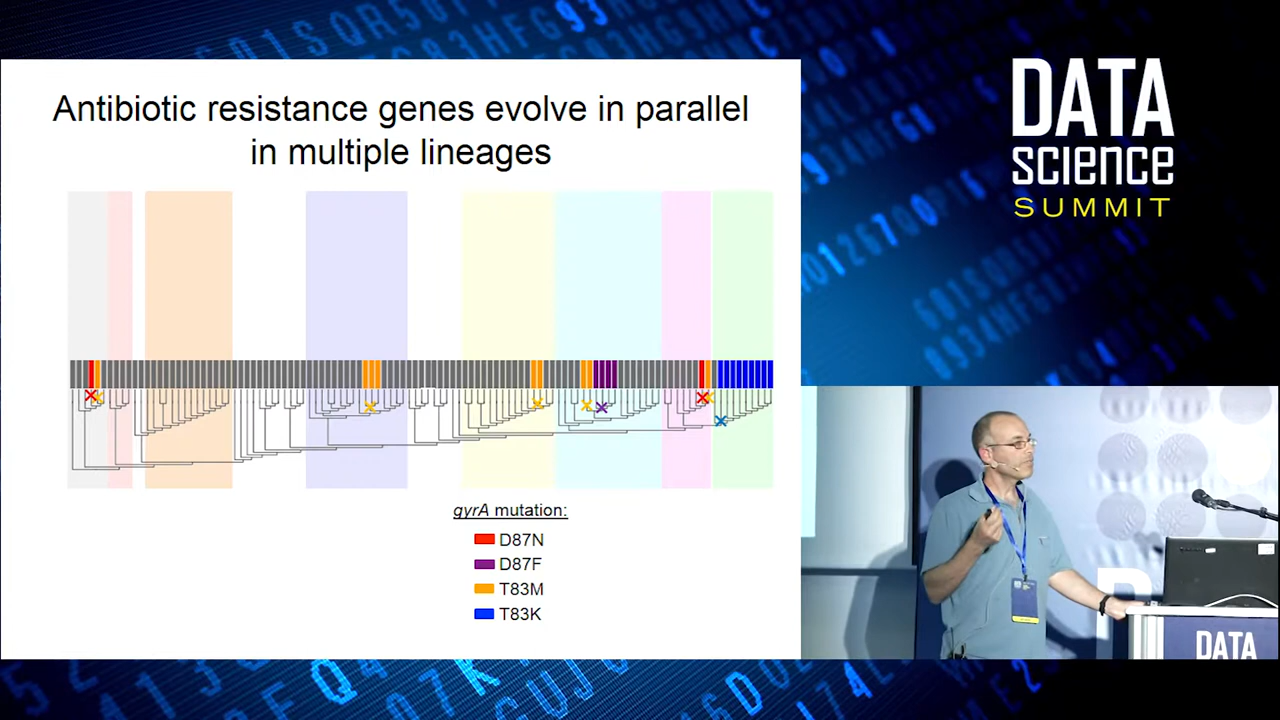 Antibiotic resistance genes evolve in parallel
in multiple lineages
gyrA mutation:
D87N
D87F
T83M
T83K
DATA
SCIENCE
SUMMIT
DATA